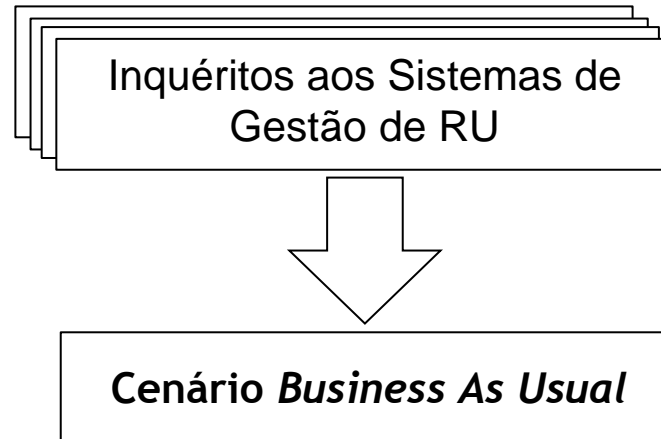 Inquéritos aos Sistemas de
Gestão de RU
Cenário Business As Usual